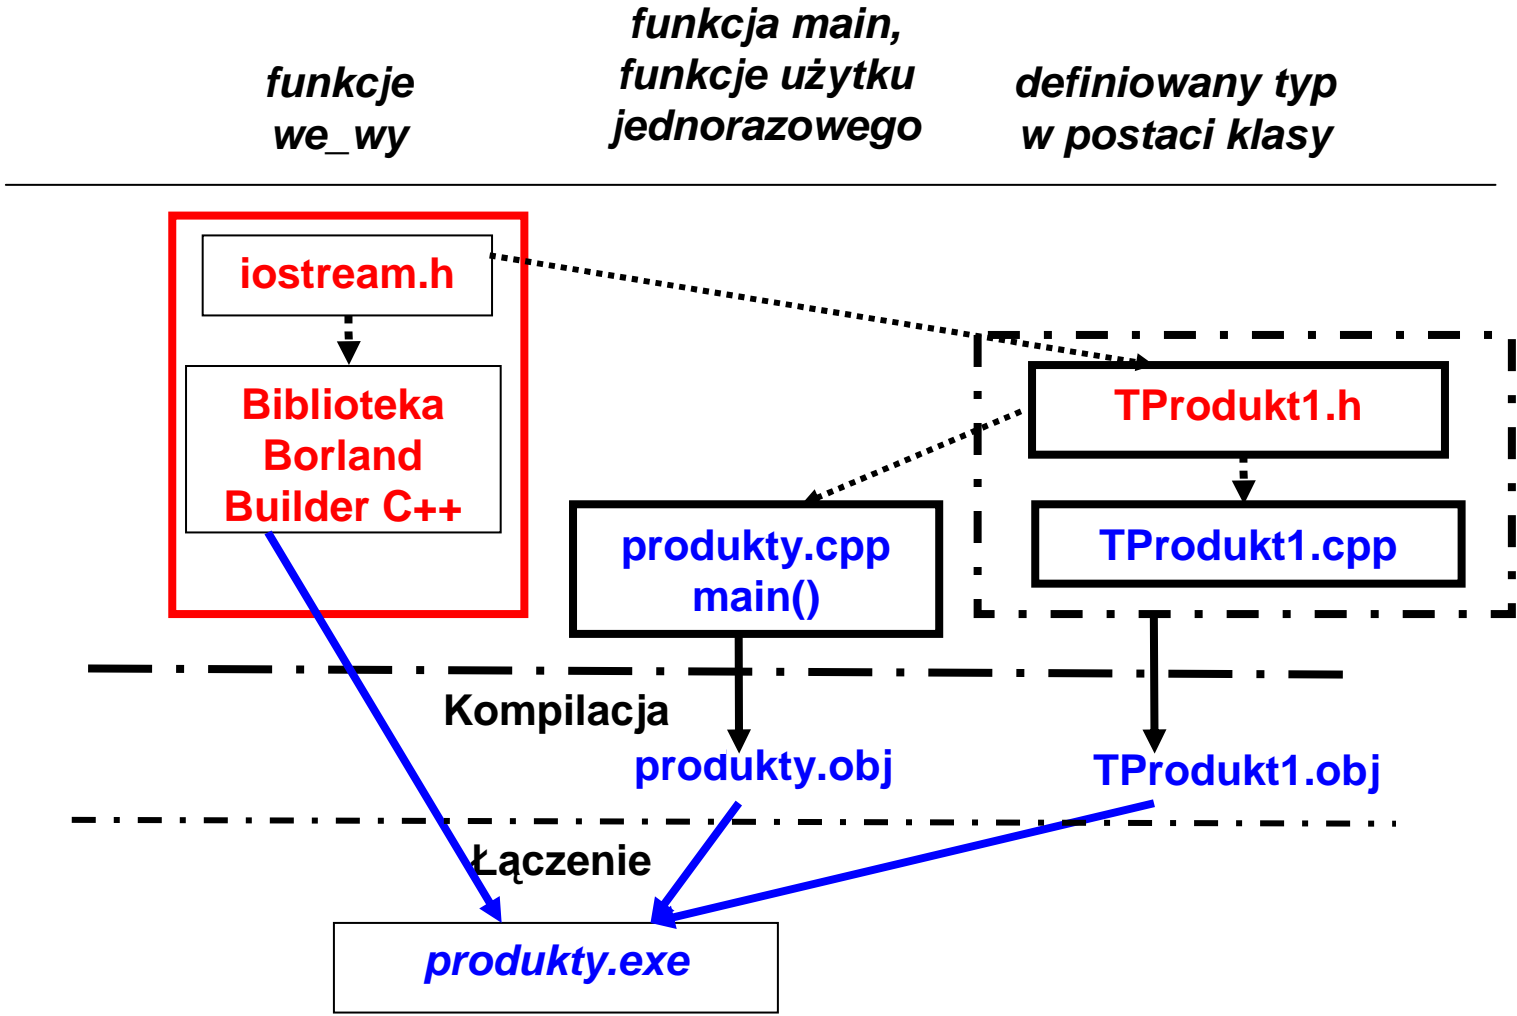 funkcje
we_wy
funkcja main,
funkcje użytku
jednorazowego
definiowany typ
w postaci klasy
iostream.h
Biblioteka
Borland
Builder C++
TProdukt1.h
TProdukt1.cpp
produkty.cpp
main()
Kompilacja
produkty.obj
TProdukt1.obj
Łączenie
produkty.exe